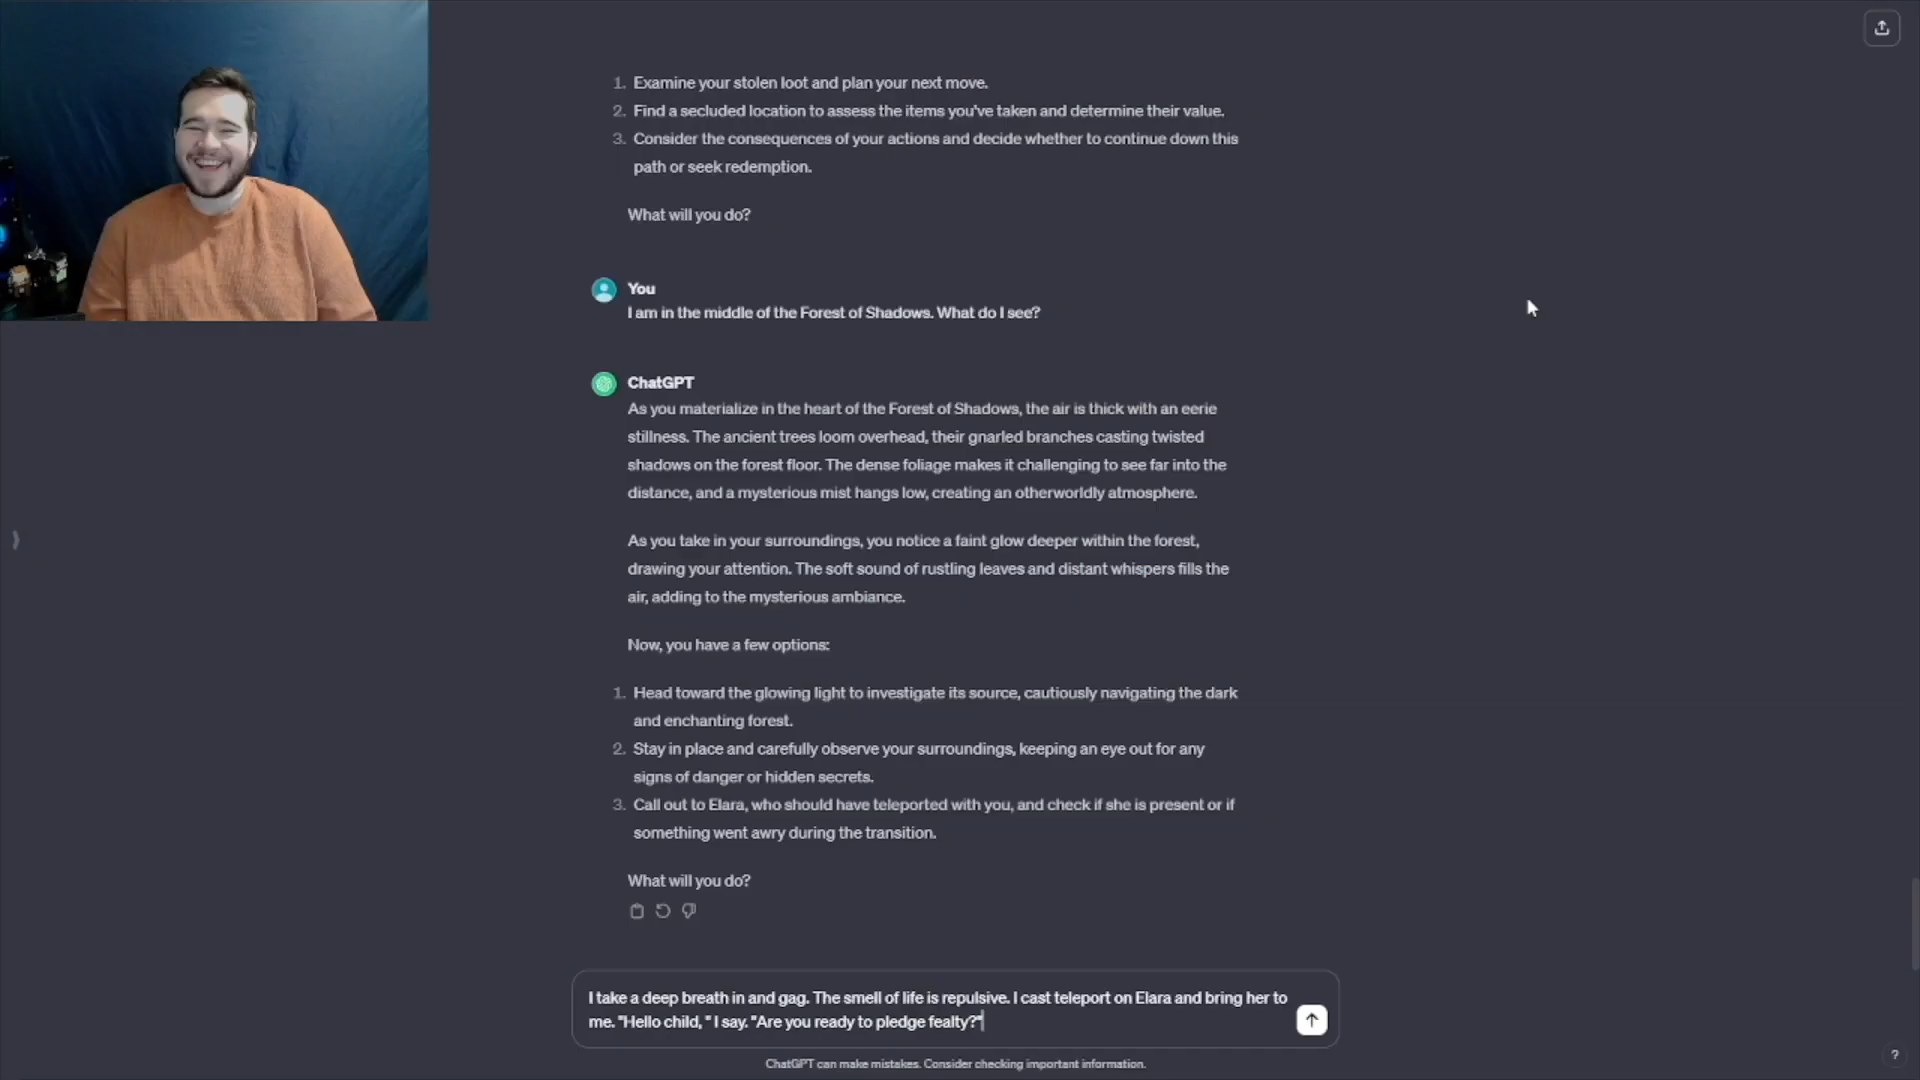 1. Examine your stolen loot and plan your next move.
2. Find a secluded location to assess the items you've taken and determine their value.
3. Consider the consequences of your actions and decide whether to continue down this
path or seek redemption.
What will you do?
You
I am in the middle of the Forest of Shadows. What do I see?
ChatGPT
As you materialize in the heart of the Forest of Shadows, the air is thick with an eerie
stillness. The ancient trees loom overhead, their gnarled branches casting twisted
shadows on the forest floor. The dense foliage makes it challenging to see far into the
distance, and a mysterious mist hangs low, creating an otherworldly atmosphere.
As you take in your surroundings, you notice a faint glow deeper within the forest,
drawing your attention. The soft sound of rustling leaves and distant whispers fills the
air, adding to the mysterious ambiance.
Now, you have a few options:
1. Head toward the glowing light to investigate its source, cautiously navigating the dark
and enchanting forest.
2. Stay in place and carefully observe your surroundings, keeping an eye out for any
signs of danger or hidden secrets.
3. Call out to Elara, who should have teleported with you, and check if she is present or if
something went awry during the transition.
What will you do?
I take a deep breath in and gag. The smell of life is repulsive. I cast teleport on Elara and bring her to
me. "Hello child, " I say. "Are you ready to pledge fealty?"
ChatGPT can make mistakes. Consider checking important information.
?